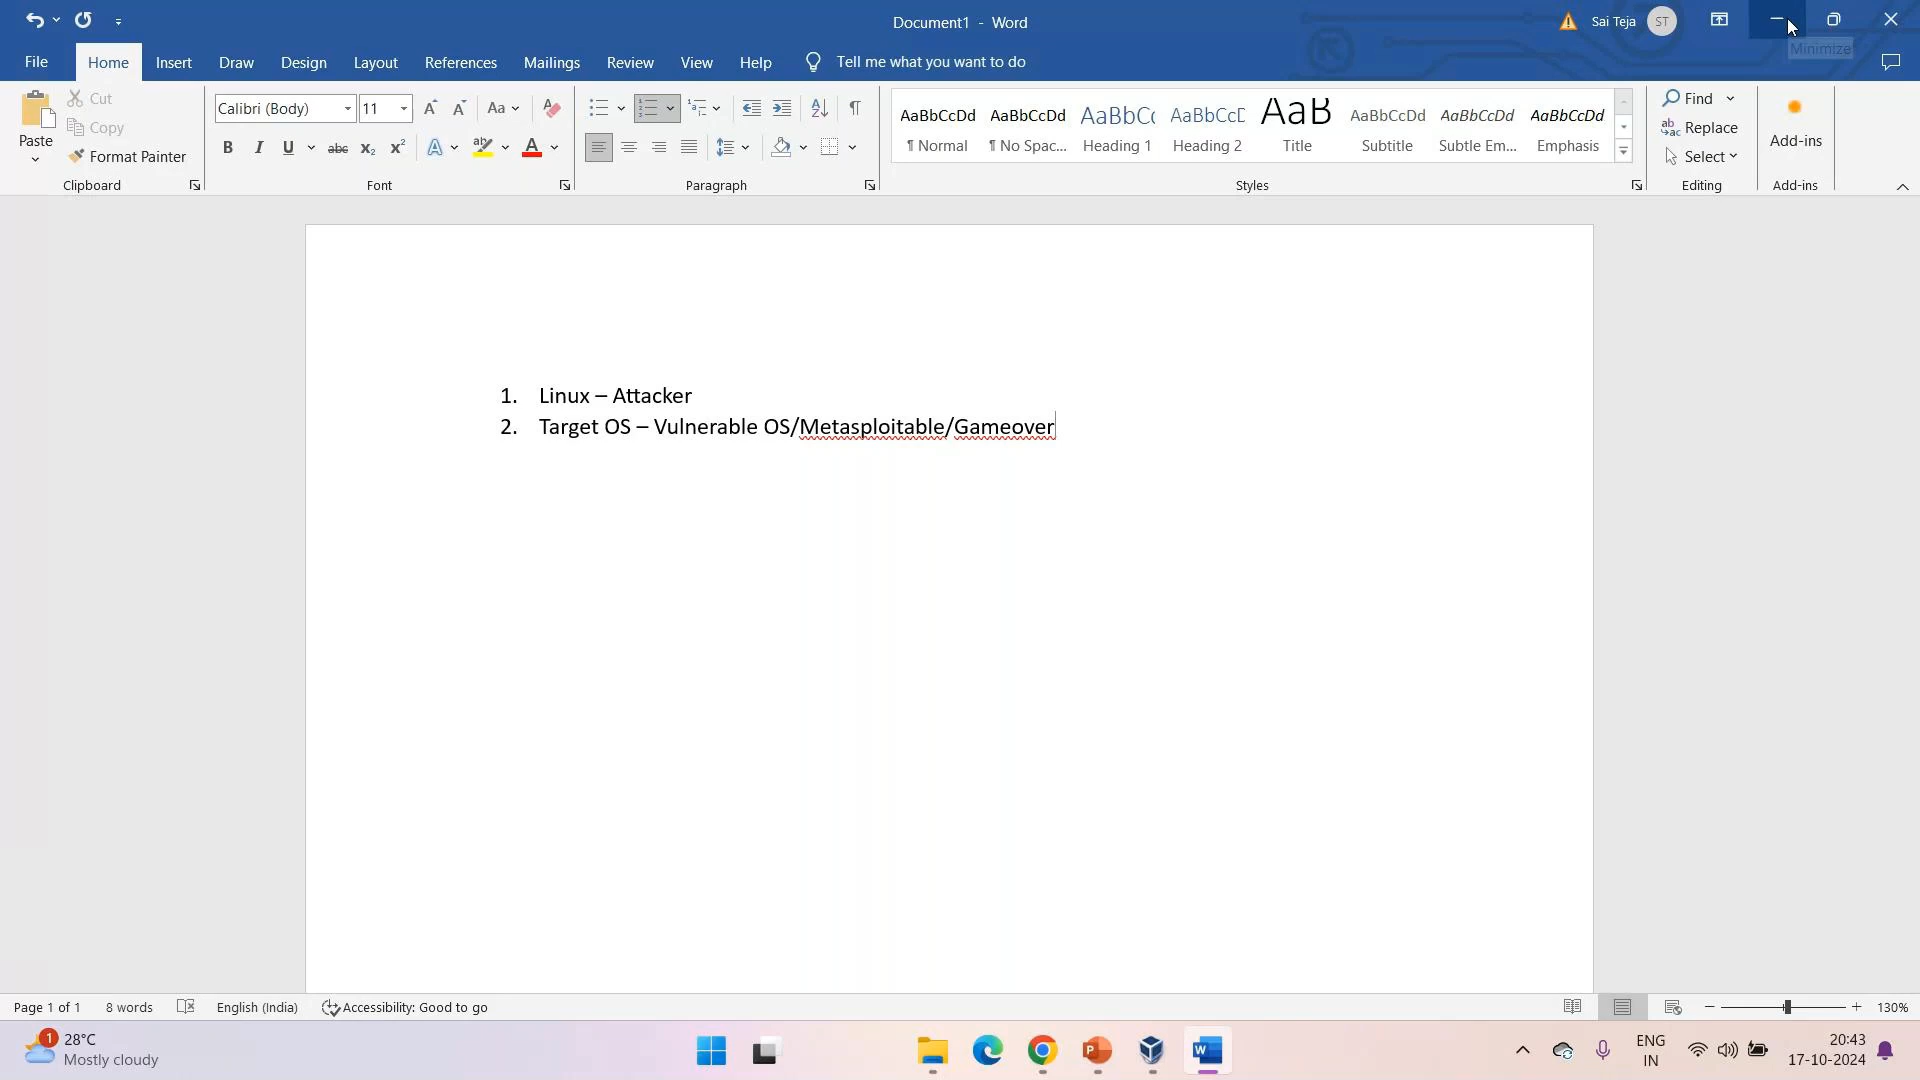 Document1 - Word
Sai Teja
ST
Minimize
File
Home
Insert
Draw
Design
Layout
References
Mailings
Review
View
Help
Tell me what you want to do
Paste
Cut
Copy
Format Painter
Clipboard
Calibri (Body)
11
Font
Paragraph
AaBbCcDd
¶ Normal
AaBbCcDd
¶ No Spac...
AaBbCc
Heading 1
AaBbCcD
Heading 2
AaB
Title
AaBbCcDd
Subtitle
AaBbCcDd
Subtle Em...
AaBbCcDd
Emphasis
Styles
Find
Replace
Select
Editing
Add-ins
Add-ins
1. Linux – Attacker
2. Target OS – Vulnerable OS/Metasploitable/Gameover
Page 1 of 1
8 words
English (India)
Accessibility: Good to go
130%
1
28°C
Mostly cloudy
ENG
IN
20:43
17-10-2024